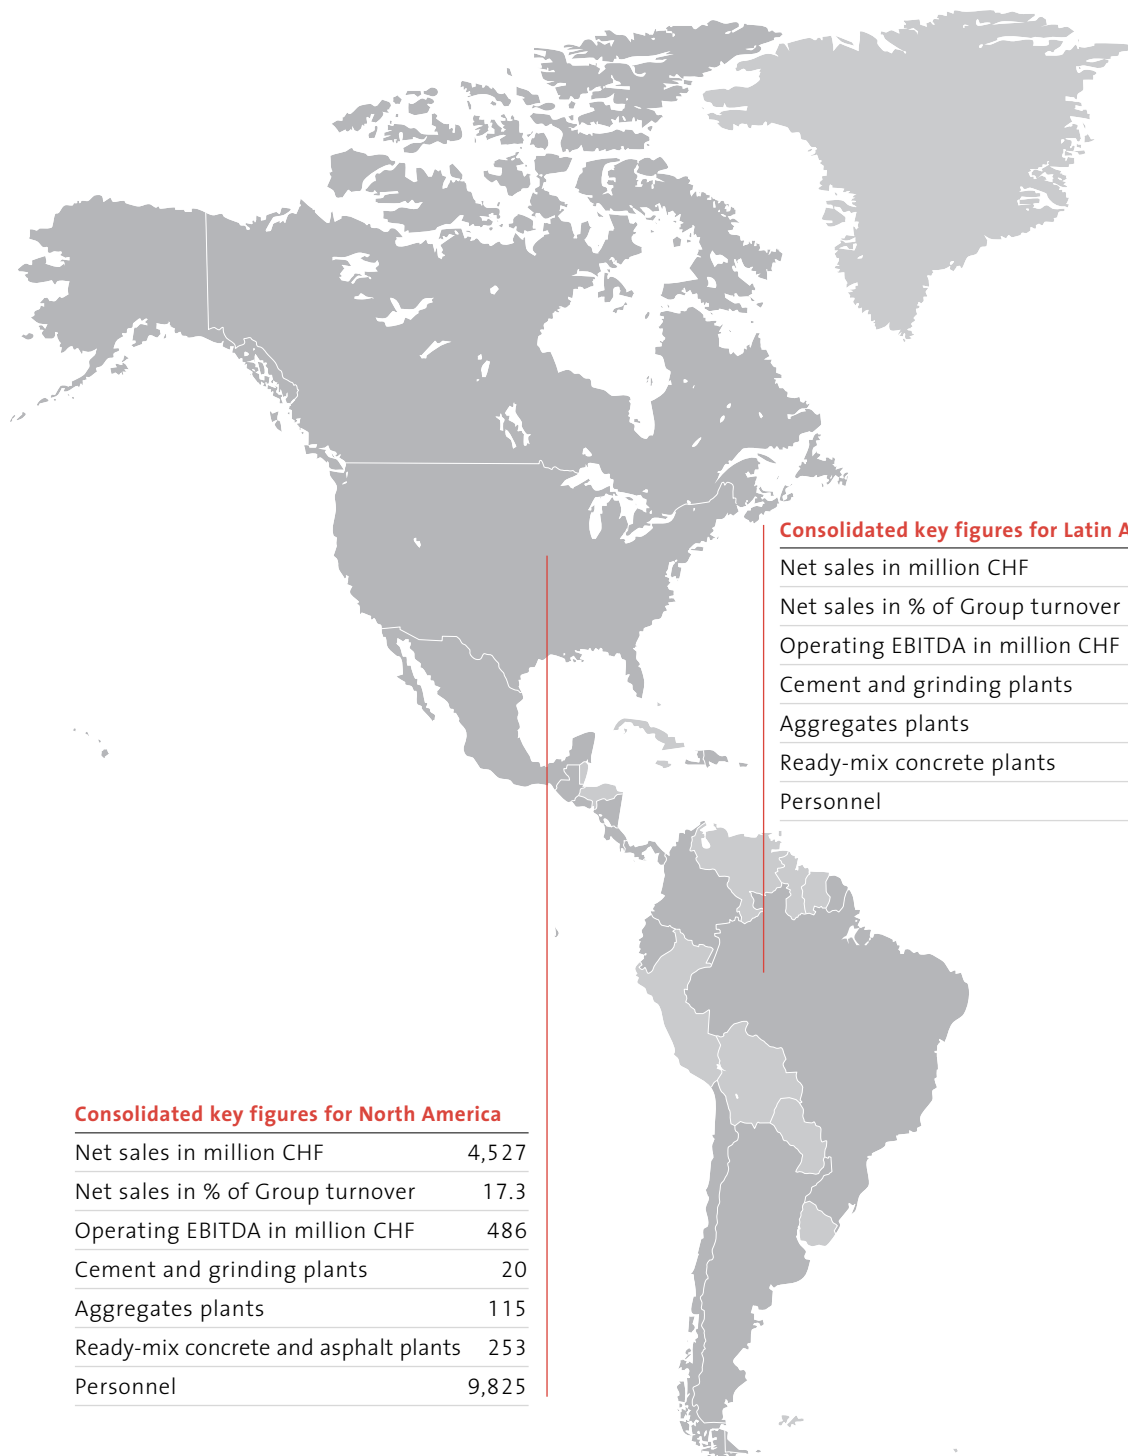 Consolidated key figures for Latin A
Net sales in million CHF
Net sales in % of Group turnover
Operating EBITDA in million CHF
Cement and grinding plants
Aggregates plants
Ready-mix concrete plants
Personnel
Consolidated key figures for North America
Net sales in million CHF 4,527
Net sales in % of Group turnover 17.3
Operating EBITDA in million CHF 486
Cement and grinding plants 20
Aggregates plants 115
Ready-mix concrete and asphalt plants 253
Personnel 9,825